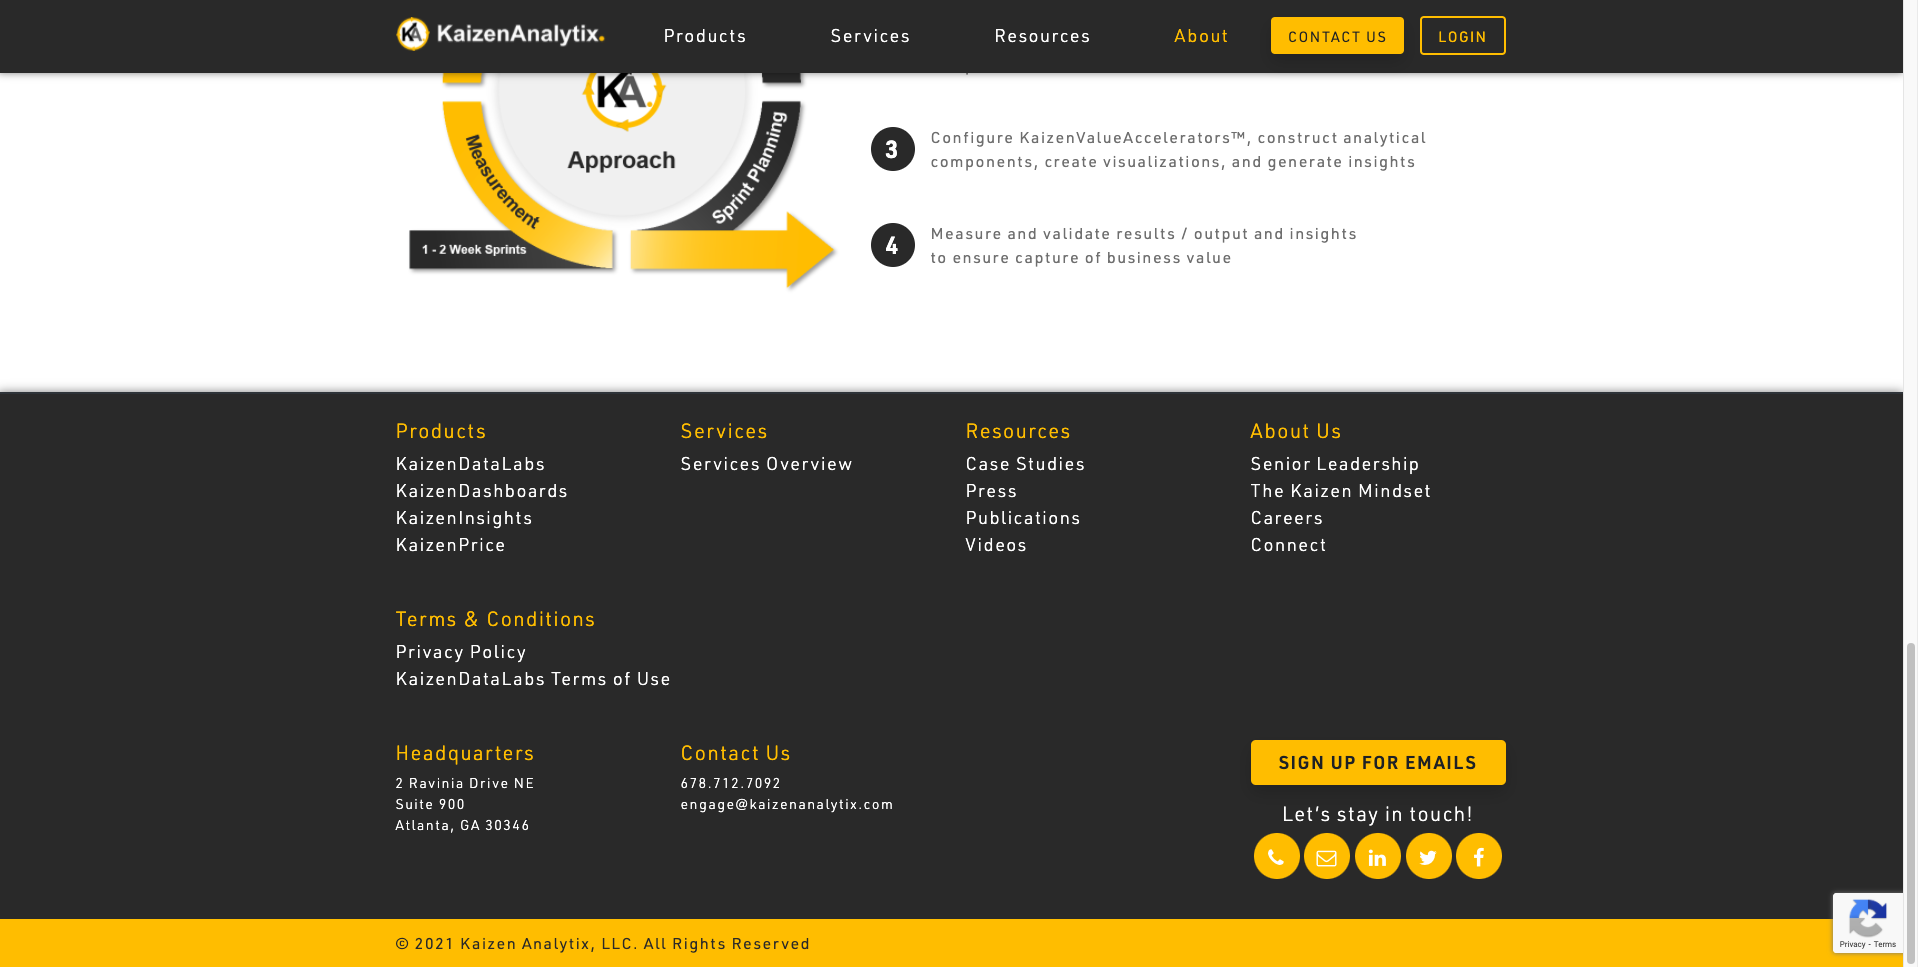 KA KaizenAnalytix.
Products
Services
Resources
About
CONTACT US
LOGIN
KA.
Approach
Measurement
Sprint Planning
1 - 2 Week Sprints
3
Configure KaizenValueAccelerators™, construct analytical
components, create visualizations, and generate insights
4
Measure and validate results / output and insights
to ensure capture of business value
Products
KaizenDataLabs
KaizenDashboards
KaizenInsights
KaizenPrice
Services
Services Overview
Resources
Case Studies
Press
Publications
Videos
About Us
Senior Leadership
The Kaizen Mindset
Careers
Connect
Terms & Conditions
Privacy Policy
KaizenDataLabs Terms of Use
Headquarters
2 Ravinia Drive NE
Suite 900
Atlanta, GA 30346
Contact Us
678.712.7092
engage@kaizenanalytix.com
SIGN UP FOR EMAILS
Let's stay in touch!
© 2021 Kaizen Analytix, LLC. All Rights Reserved
Privacy - Terms